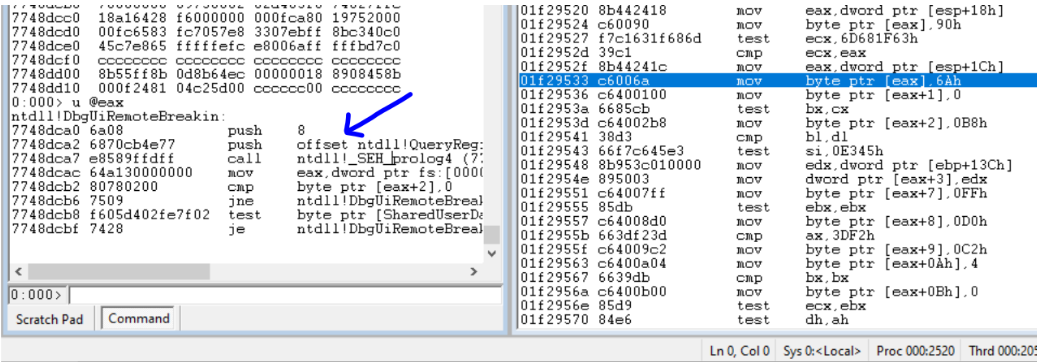 7748dcc0 18a16428 f6000000 000fca80 19752000
7748dcd0 00fc6583 fc7057e8 3307ebff 8bc340c0
7748dce0 45c7e865 fffffefc e8006aff fffbd7c0
7748dcf0 cccccccc cccccccc cccccccc cccccccc
7748dd00 8b55ff8b 0d8b64ec 00000018 8908458b
7748dd10 000f2481 04c25d00 cccccc00 cccccccc
0:000> u @eax
ntdll!DbgUiRemoteBreakin:
7748dca0 6a08 push 8
7748dca2 6870cb4e77 push offset ntdll!QueryRegi
7748dca7 e8589ffdff call ntdll!_SEH_prolog4 (77
7748dcac 64a130000000 mov eax,dword ptr fs:[0000
7748dcb2 80780200 cmp byte ptr [eax+2],0
7748dcb6 7509 jne ntdll!DbgUiRemoteBreak
7748dcb8 f605d402fe7f02 test byte ptr [SharedUserDa
7748dcbf 7428 je ntdll!DbgUiRemoteBreak
0:000>
Scratch Pad Command
01f29520 8b442418 mov eax,dword ptr [esp+18h]
01f29524 c60090 mov byte ptr [eax],90h
01f29527 f7c1631f686d test ecx,6D681F63h
01f2952d 39c1 cmp ecx,eax
01f2952f 8b44241c mov eax,dword ptr [esp+1Ch]
01f29533 c6006a mov byte ptr [eax],6Ah
01f29536 c6400100 mov byte ptr [eax+1],0
01f2953a 6685cb test bx,cx
01f2953d c64002b8 mov byte ptr [eax+2],0B8h
01f29541 38d3 cmp bl,dl
01f29543 66f7c645e3 test si,0E345h
01f29548 8b953c010000 mov edx,dword ptr [ebp+13Ch]
01f2954e 895003 mov dword ptr [eax+3],edx
01f29551 c64007ff mov byte ptr [eax+7],0FFh
01f29555 85db test ebx,ebx
01f29557 c64008d0 mov byte ptr [eax+8],0D0h
01f2955b 663df23d cmp ax,3DF2h
01f2955f c64009c2 mov byte ptr [eax+9],0C2h
01f29563 c6400a04 mov byte ptr [eax+0Ah],4
01f29567 6639db cmp bx,bx
01f2956a c6400b00 mov byte ptr [eax+0Bh],0
01f2956e 85d9 test ecx,ebx
01f29570 84e6 test dh,ah
Ln 0, Col 0 Sys 0:<Local> Proc 000:2520 Thrd 000:205